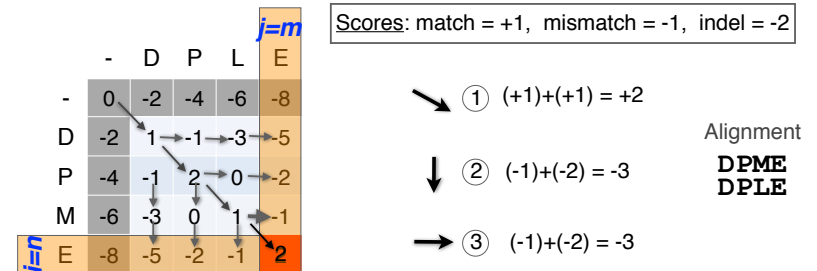 Scores: match = +1, mismatch = -1, indel = -2
j=m
- D P L E
- 0 -2 -4 -6 -8
D -2 1 -1 -3 -5
P -4 -1 2 0 -2
M -6 -3 0 1 -1
i=n E -8 -5 -2 -1 2
1 (+1)+(+1) = +2
2 (-1)+(-2) = -3
3 (-1)+(-2) = -3
Alignment
DPME
DPLE